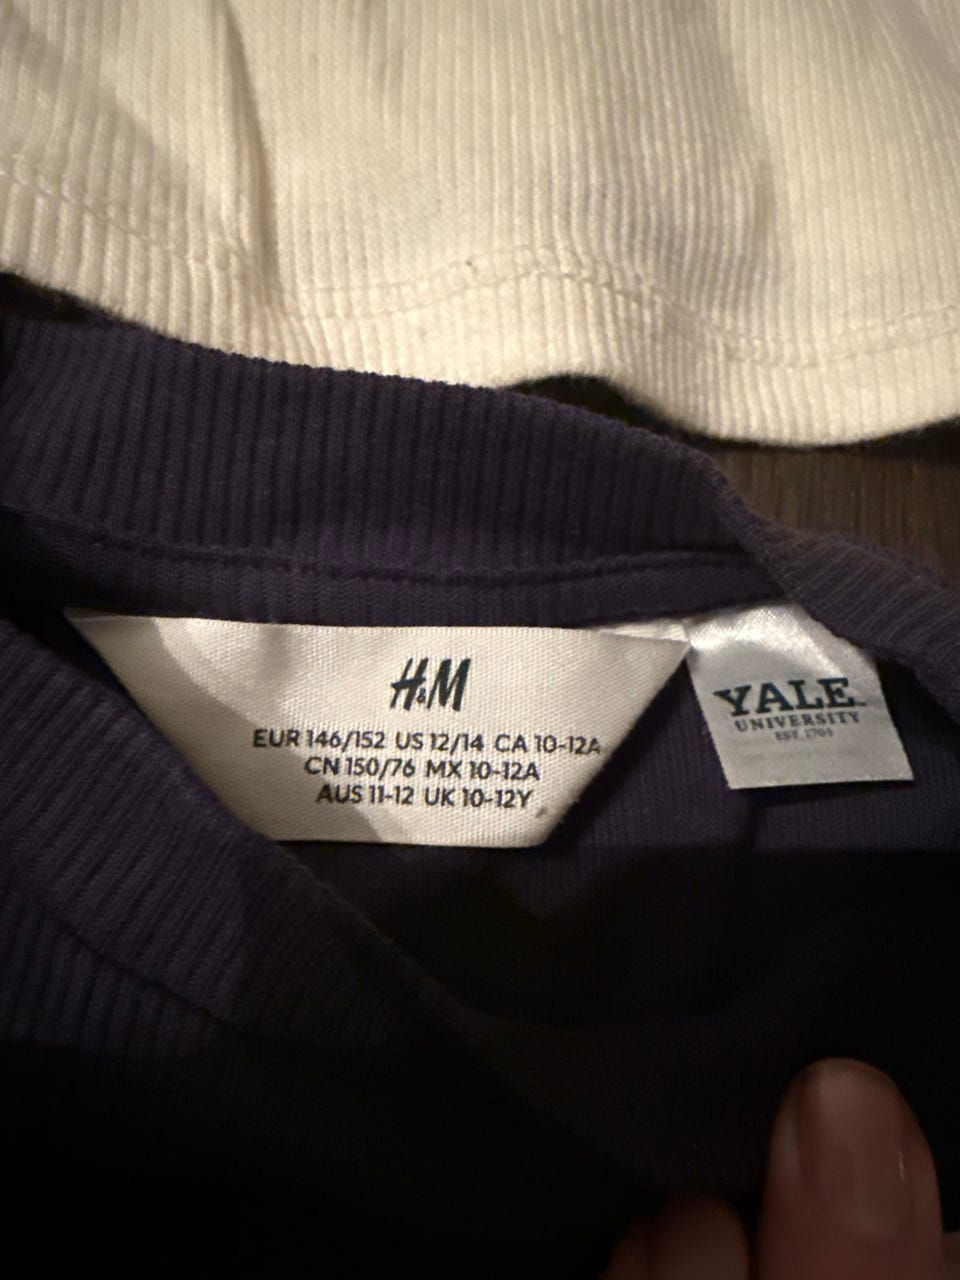 H&M
EUR 146/152 US 12/14 CA 10-12A
CN 150/76 MX 10-12A
AUS 11-12 UK 10-12Y
YALE
UNIVERSITY
EST. 1701